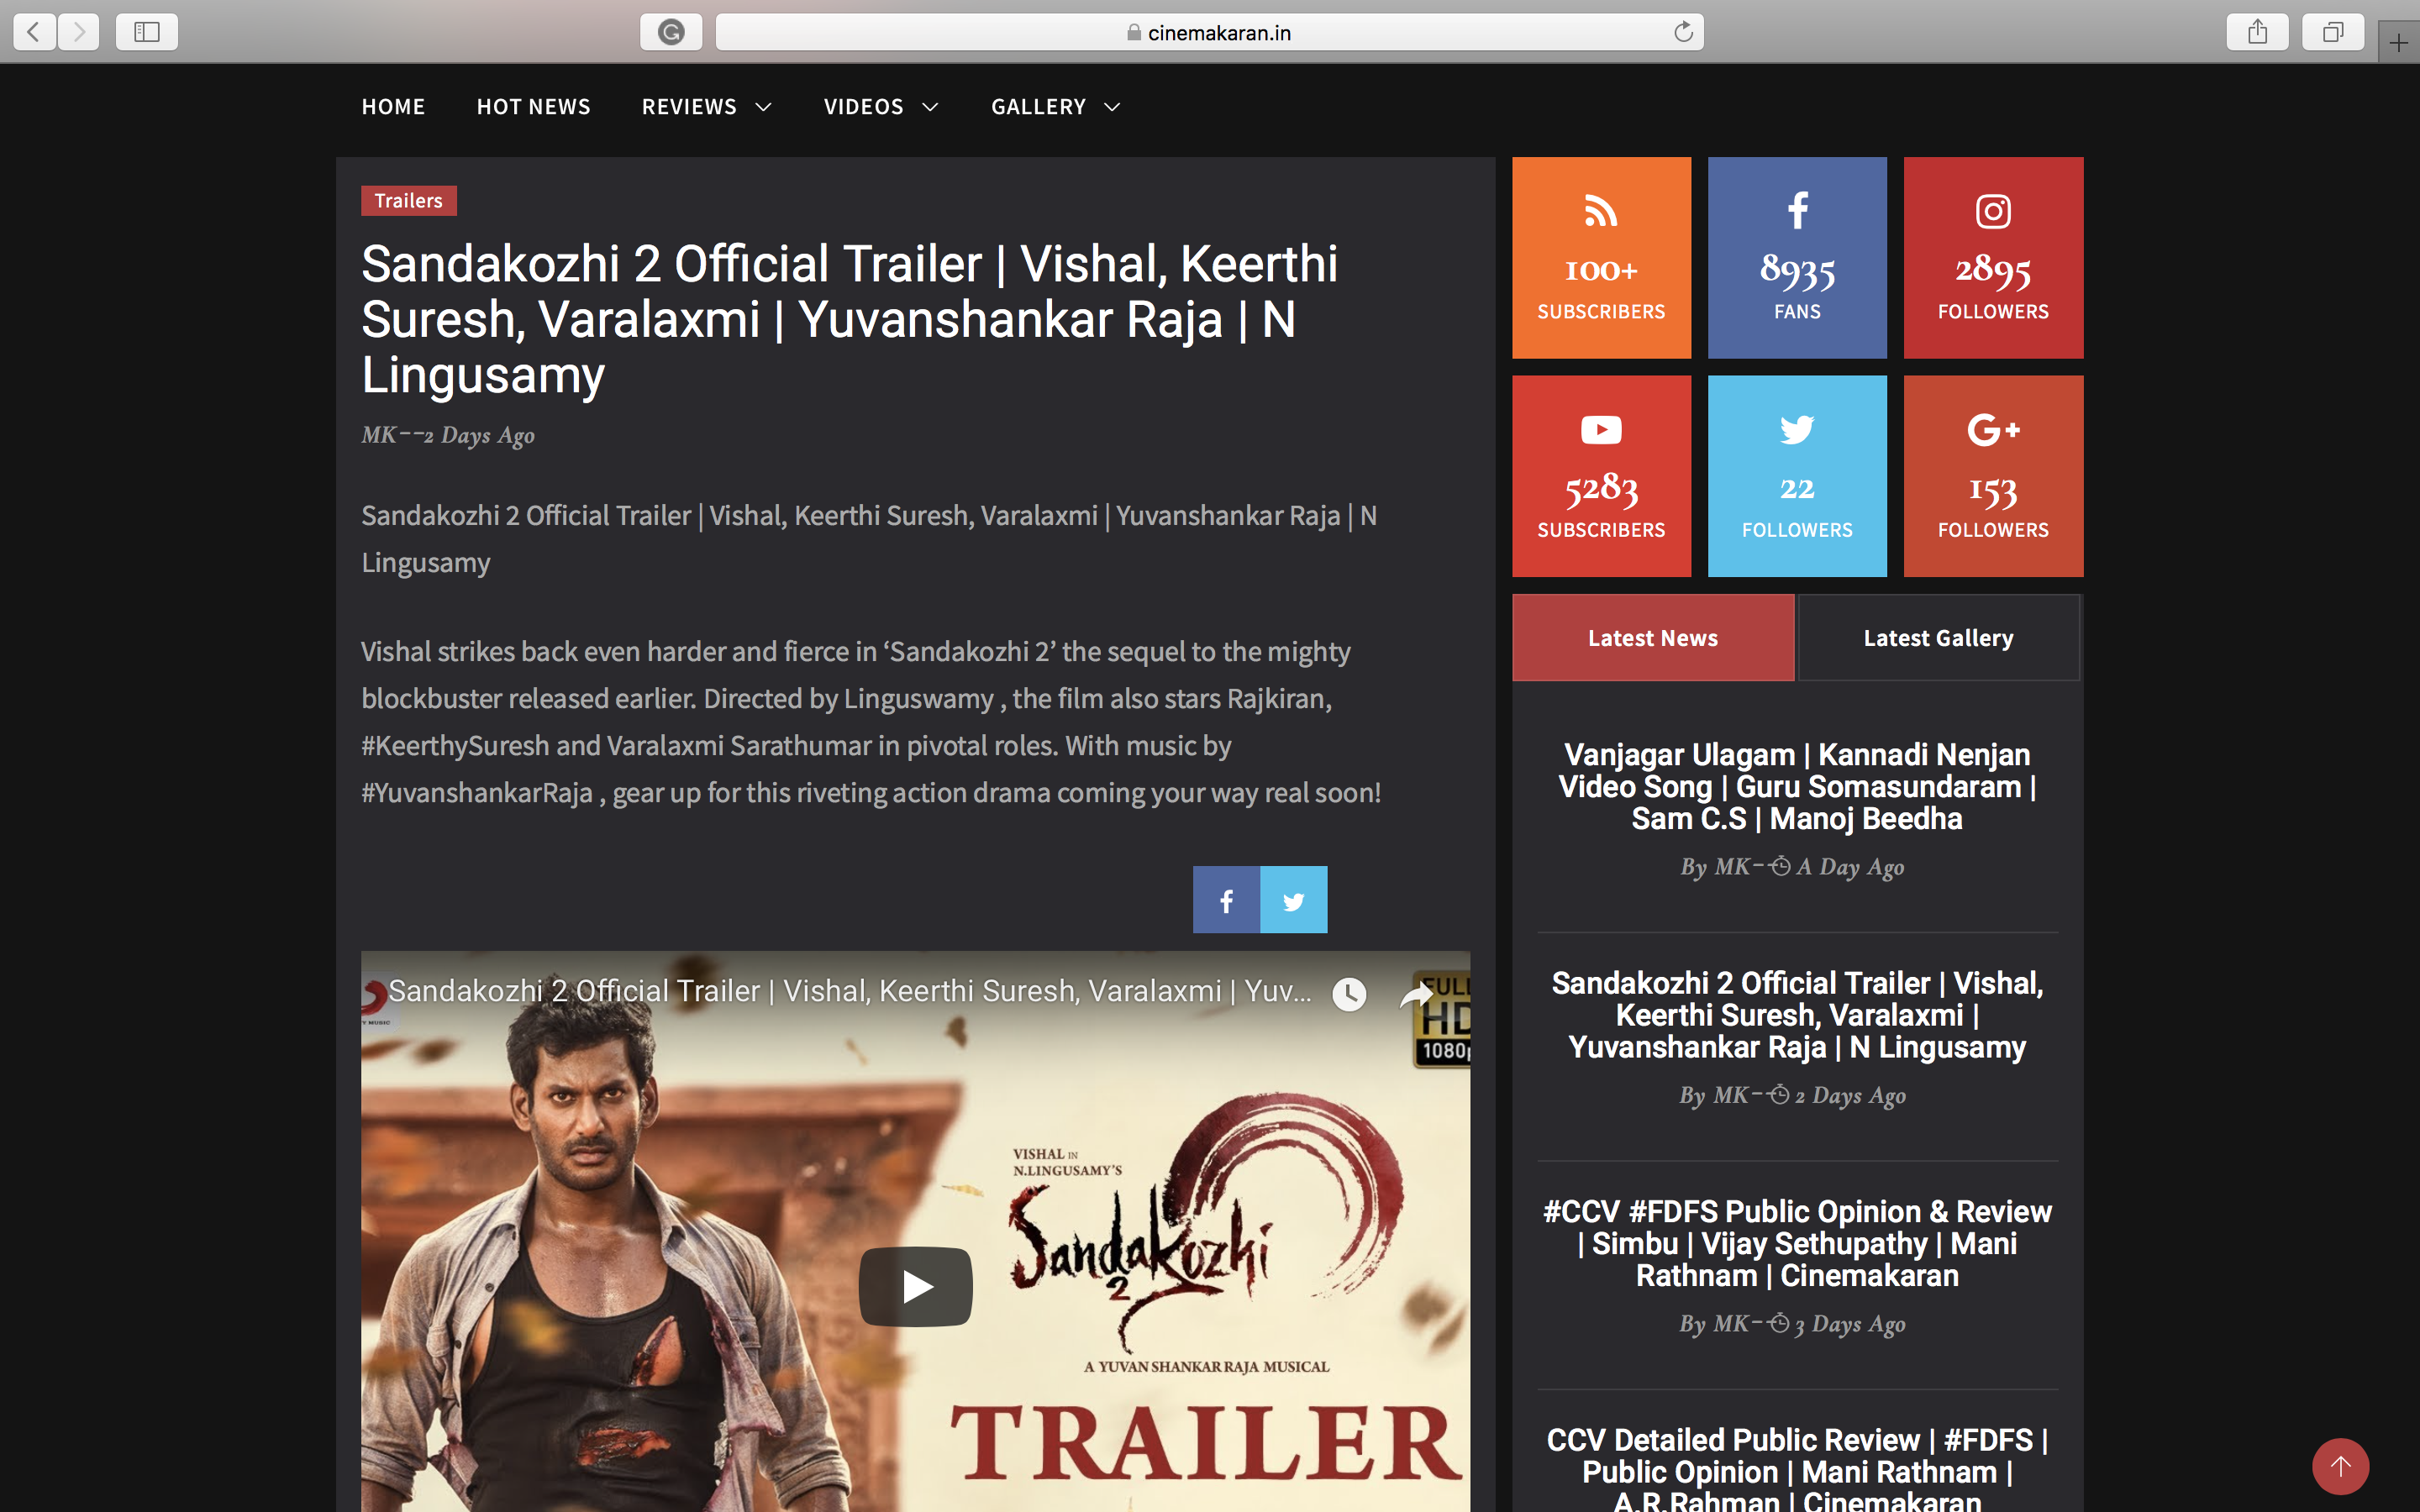 cinemakaran.in
HOME
HOT NEWS
REVIEWS
VIDEOS
GALLERY
Trailers
Sandakozhi 2 Official Trailer | Vishal, Keerthi
Suresh, Varalaxmi | Yuvanshankar Raja | N
Lingusamy
MK––2 Days Ago
Sandakozhi 2 Official Trailer | Vishal, Keerthi Suresh, Varalaxmi | Yuvanshankar Raja | N
Lingusamy
Vishal strikes back even harder and fierce in ‘Sandakozhi 2’ the sequel to the mighty
blockbuster released earlier. Directed by Linguswamy , the film also stars Rajkiran,
#KeerthySuresh and Varalaxmi Sarathumar in pivotal roles. With music by
#YuvanshankarRaja , gear up for this riveting action drama coming your way real soon!
Sandakozhi 2 Official Trailer | Vishal, Keerthi Suresh, Varalaxmi | Yuv...
Y MUSIC
FULL
HD
1080p
VISHAL IN
N.LINGUSAMY'S
Sandakozhi
2
A YUVAN SHANKAR RAJA MUSICAL
TRAILER
100+
SUBSCRIBERS
8935
FANS
2895
FOLLOWERS
5283
SUBSCRIBERS
22
FOLLOWERS
G+
153
FOLLOWERS
Latest News
Latest Gallery
Vanjagar Ulagam | Kannadi Nenjan
Video Song | Guru Somasundaram |
Sam C.S | Manoj Beedha
By MK–- A Day Ago
Sandakozhi 2 Official Trailer | Vishal,
Keerthi Suresh, Varalaxmi |
Yuvanshankar Raja | N Lingusamy
By MK–- 2 Days Ago
#CCV #FDFS Public Opinion & Review
| Simbu | Vijay Sethupathy | Mani
Rathnam | Cinemakaran
By MK–- 3 Days Ago
CCV Detailed Public Review | #FDFS |
Public Opinion | Mani Rathnam |
A.R.Rahman | Cinemakaran